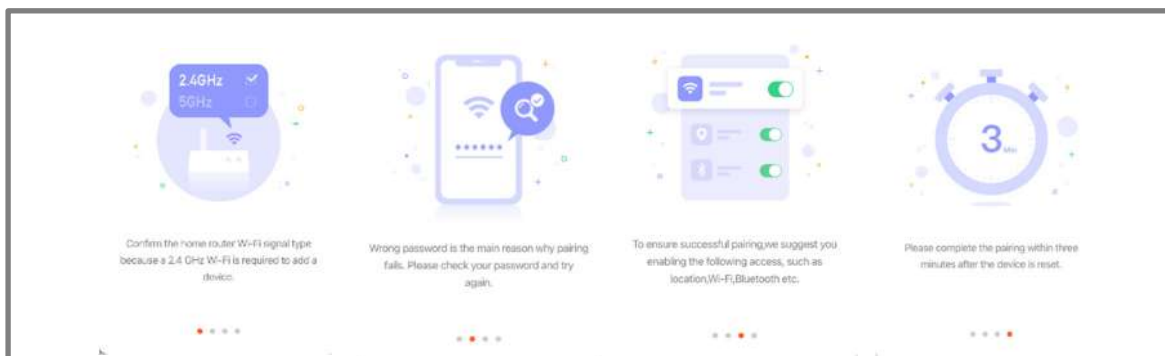 2.4GHz
5GHz
Confirm the home router Wi-Fi signal type
because a 2.4 GHz Wi-Fi is required to add a
device.
Wrong password is the main reason why pairing
fails. Please check your password and try
again.
To ensure successful pairing,we suggest you
enabling the following access, such as
location,Wi-Fi,Bluetooth etc.
3 Min
Please complete the pairing within three
minutes after the device is reset.